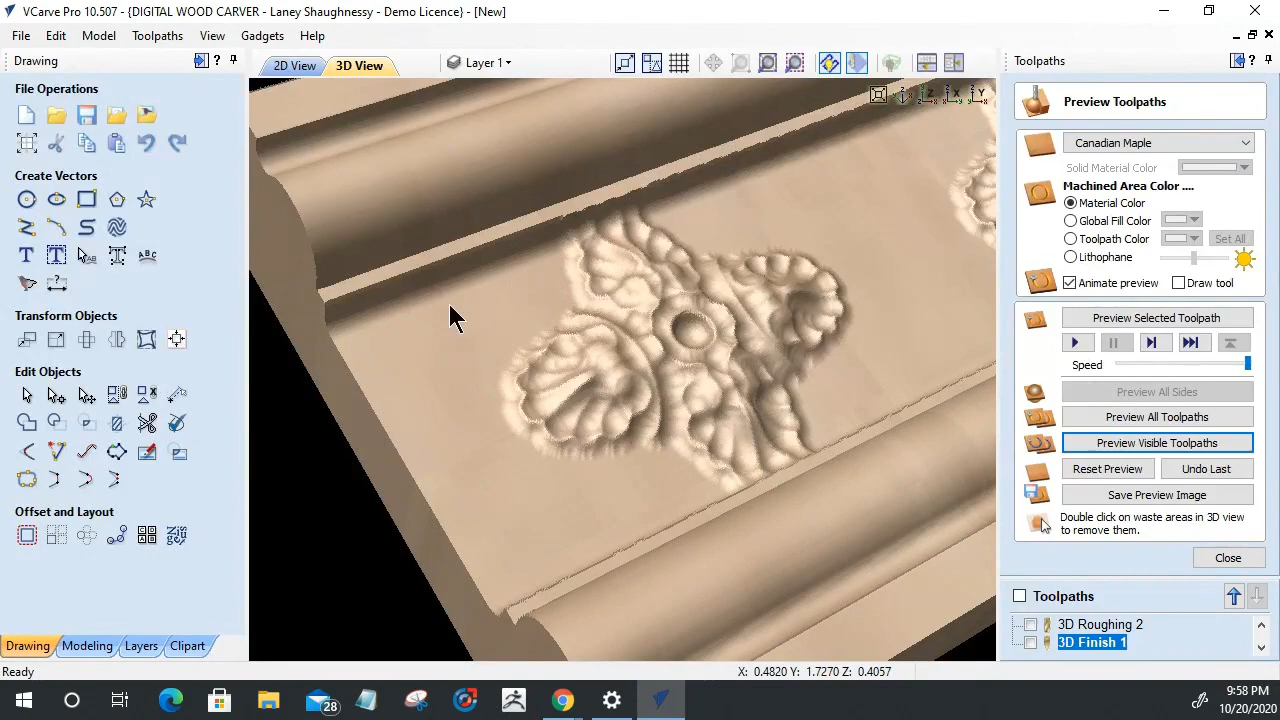 VCarve Pro 10.507 - {DIGITAL WOOD CARVER - Laney Shaughnessy - Demo Licence} - [New]
File Edit Model Toolpaths View Gadgets Help
Drawing
File Operations
Create Vectors
Transform Objects
Edit Objects
Offset and Layout
Drawing Modeling Layers Clipart
Ready
2D View 3D View Layer 1
Z X Y
Toolpaths
Preview Toolpaths
Canadian Maple
Solid Material Color
Machined Area Color ....
Material Color
Global Fill Color
Toolpath Color Set All
Lithophane
Animate preview Draw tool
Preview Selected Toolpath
Speed
Preview All Sides
Preview All Toolpaths
Preview Visible Toolpaths
Reset Preview Undo Last
Save Preview Image
Double click on waste areas in 3D view
to remove them.
Close
Toolpaths
3D Roughing 2
3D Finish 1
X: 0.4820 Y: 1.7270 Z: 0.4057
28
9:58 PM
10/20/2020